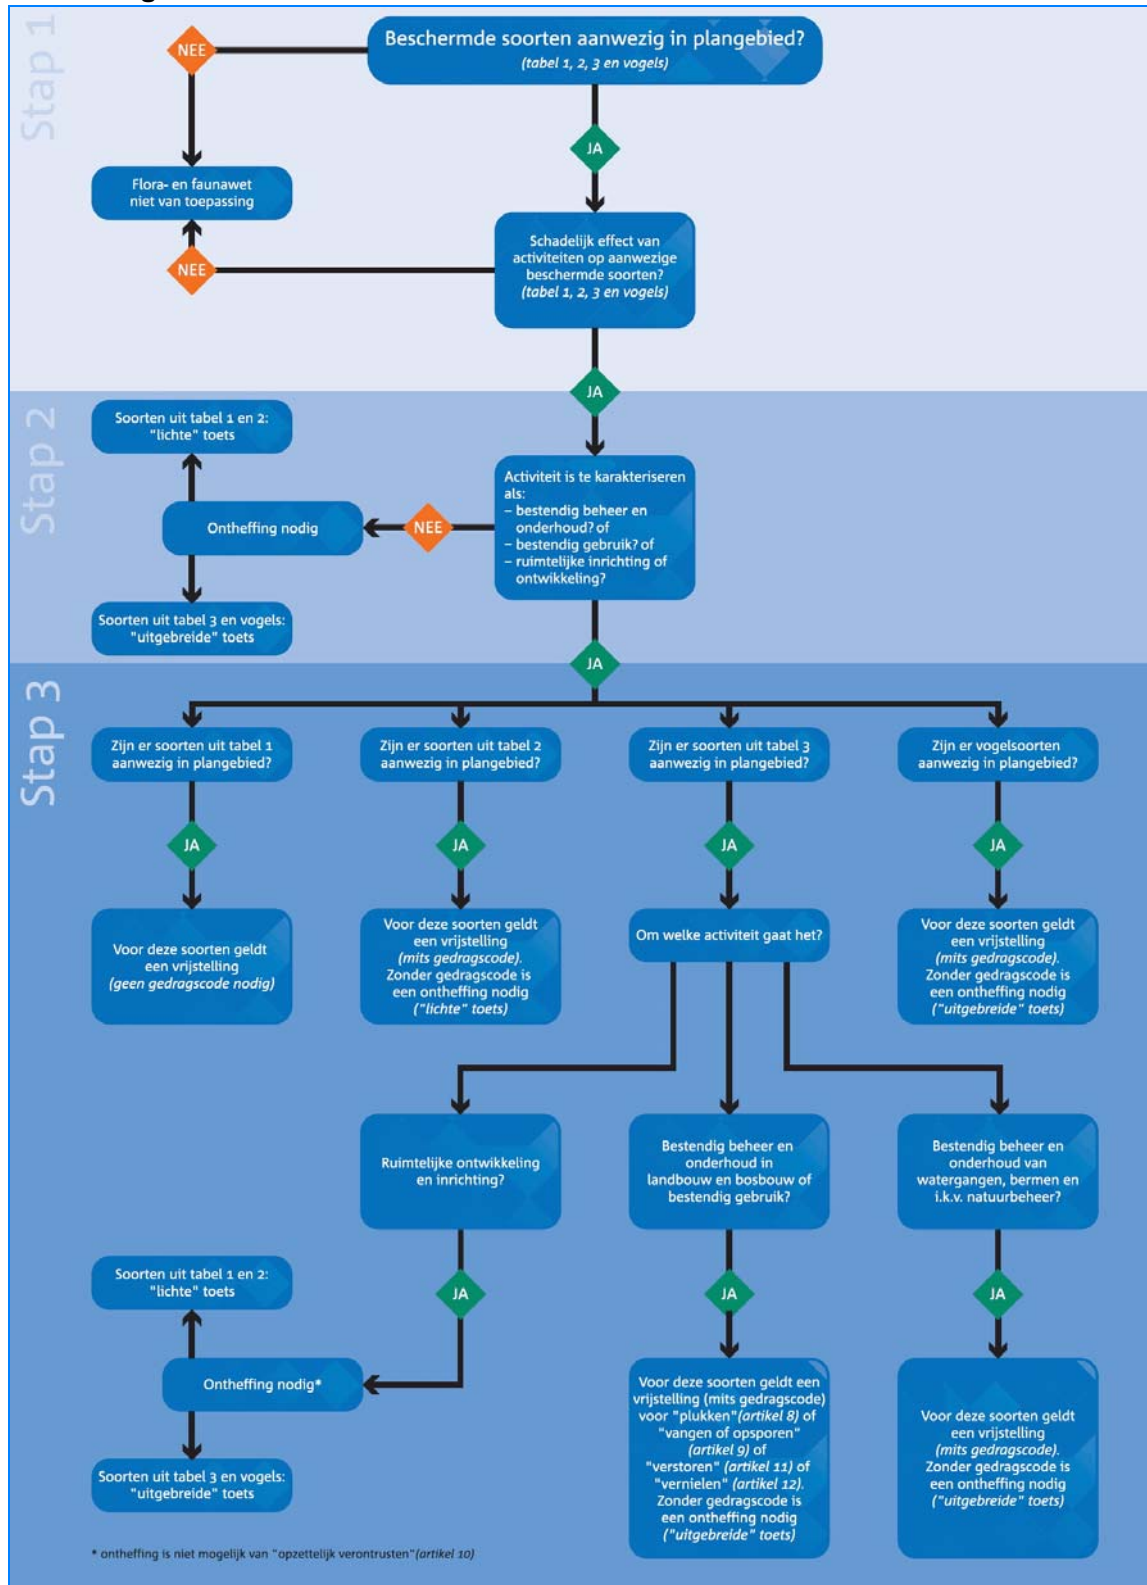 Stap 1
Beschermde soorten aanwezig in plangebied?
(tabel 1, 2, 3 en vogels)
NEE
JA
Flora- en faunawet
niet van toepassing
Schadelijk effect van
activiteiten op aanwezige
beschermde soorten?
(tabel 1, 2, 3 en vogels)
NEE
JA
Stap 2
Soorten uit tabel 1 en 2:
"lichte" toets
Activiteit is te karakteriseren
als:
– bestendig beheer en
onderhoud? of
– bestendig gebruik? of
– ruimtelijke inrichting of
ontwikkeling?
NEE
Ontheffing nodig
Soorten uit tabel 3 en vogels:
"uitgebreide" toets
JA
Stap 3
Zijn er soorten uit tabel 1
aanwezig in plangebied?
Zijn er soorten uit tabel 2
aanwezig in plangebied?
Zijn er soorten uit tabel 3
aanwezig in plangebied?
Zijn er vogelsoorten
aanwezig in plangebied?
JA
JA
JA
JA
Voor deze soorten geldt
een vrijstelling
(geen gedragscode nodig)
Voor deze soorten geldt
een vrijstelling
(mits gedragscode).
Zonder gedragscode is
een ontheffing nodig
("lichte" toets)
Om welke activiteit gaat het?
Voor deze soorten geldt
een vrijstelling
(mits gedragscode).
Zonder gedragscode is
een ontheffing nodig
("uitgebreide" toets)
Ruimtelijke ontwikkeling
en inrichting?
Bestendig beheer en
onderhoud in
landbouw en bosbouw of
bestendig gebruik?
Bestendig beheer en
onderhoud van
watergangen, bermen en
i.k.v. natuurbeheer?
JA
JA
JA
Soorten uit tabel 1 en 2:
"lichte" toets
Ontheffing nodig*
Soorten uit tabel 3 en vogels:
"uitgebreide" toets
Voor deze soorten geldt een
vrijstelling (mits gedragscode)
voor "plukken"(artikel 8) of
"vangen of opsporen"
(artikel 9) of
"verstoren" (artikel 11) of
"vernielen" (artikel 12).
Zonder gedragscode is
een ontheffing nodig
("uitgebreide" toets)
Voor deze soorten geldt
een vrijstelling
(mits gedragscode).
Zonder gedragscode is
een ontheffing nodig
("uitgebreide" toets)
* ontheffing is niet mogelijk van "opzettelijk verontrusten"(artikel 10)